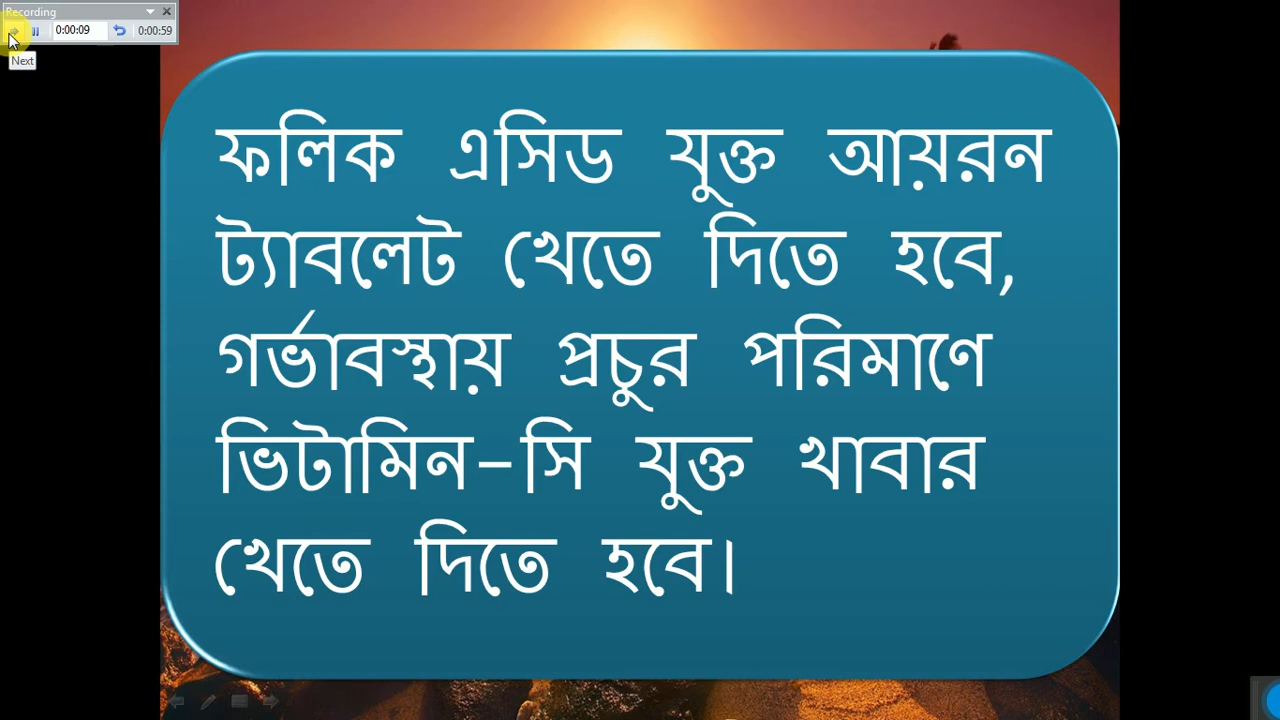 Recording
0:00:09
0:00:59
Next
ফলিক এসিড যুক্ত আয়রন
ট্যাবলেট খেতে দিতে হবে,
গর্ভাবস্থায় প্রচুর পরিমাণে
ভিটামিন-সি যুক্ত খাবার
খেতে দিতে হবে।